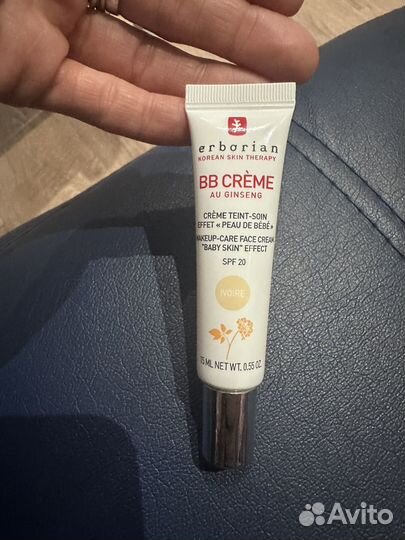 erborian
KOREAN SKIN THERAPY
BB CRÈME
AU GINSENG
CRÈME TEINT-SOIN
EFFET « PEAU DE BÉBÉ »
MAKEUP-CARE FACE CREAM
"BABY SKIN" EFFECT
SPF 20
IVOIRE
15 ML NET WT. 0.55 OZ.
Avito